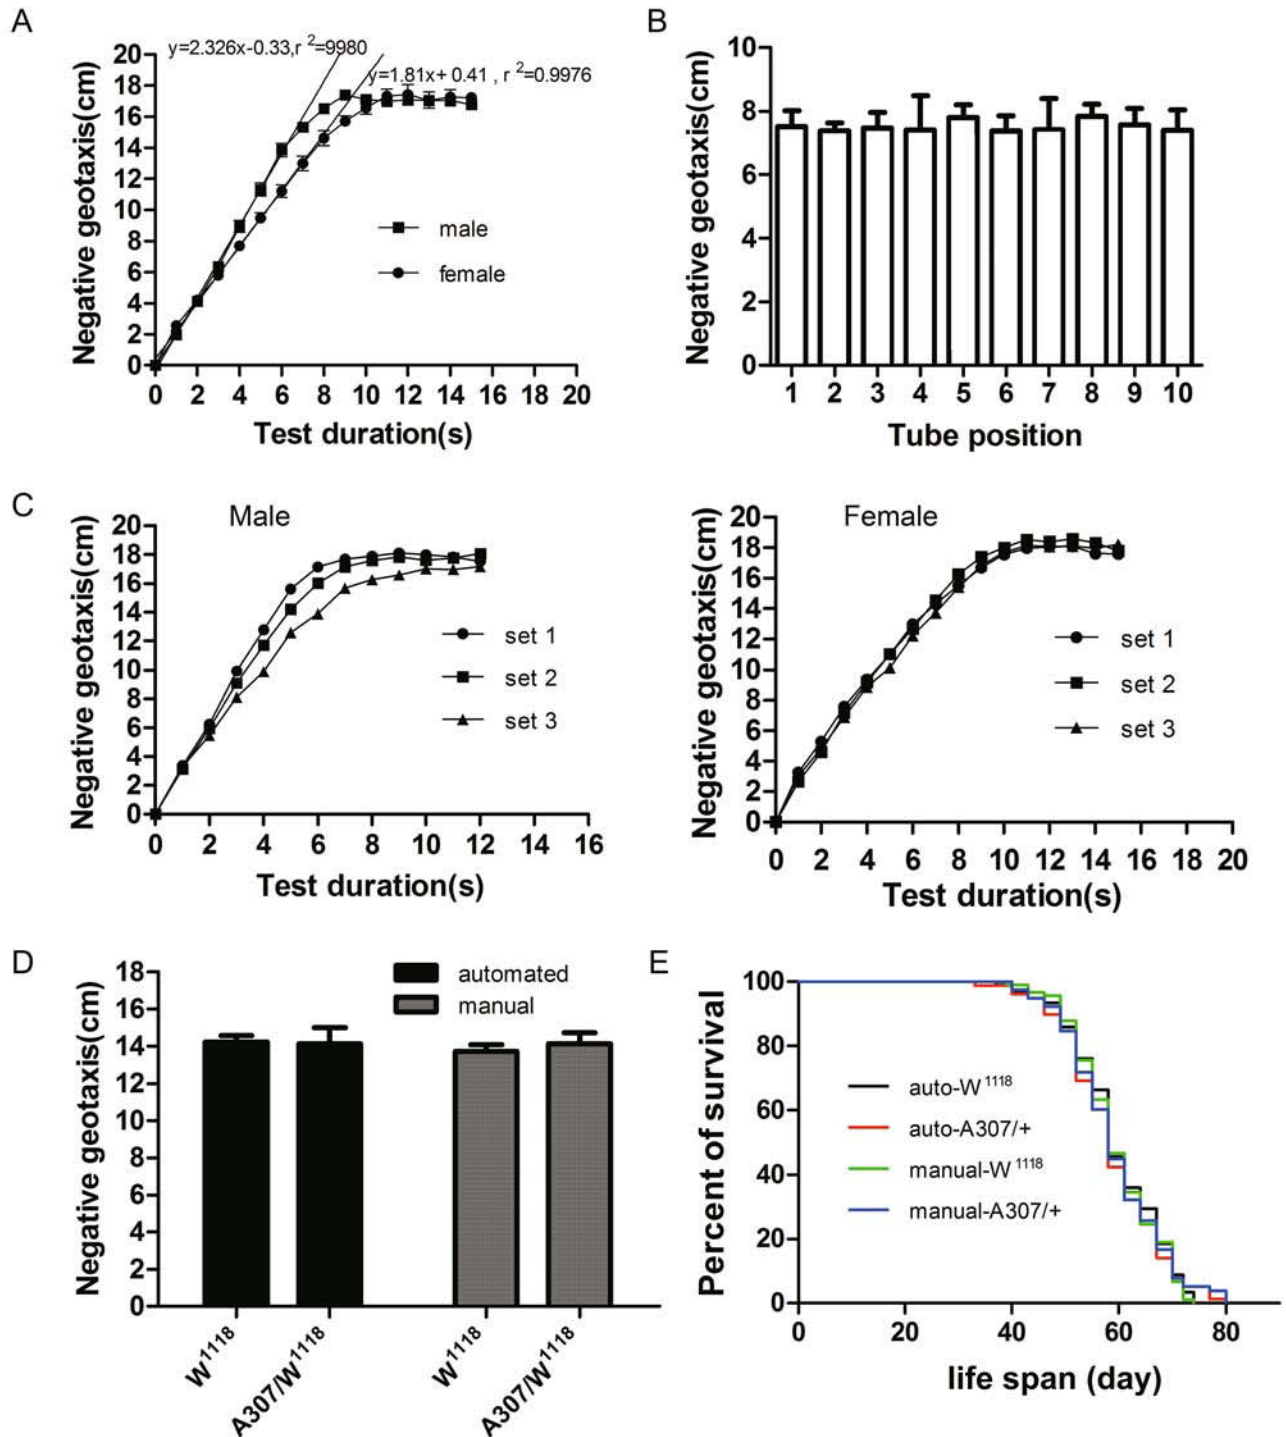 A
y=2.326x-0.33,r ²=9980
y=1.81x+ 0.41 , r ²=0.9976
Negative geotaxis(cm)
20
18
16
14
12
10
8
6
4
2
0
male
female
0 2 4 6 8 10 12 14 16 18 20
Test duration(s)
B
Negative geotaxis(cm)
10
8
6
4
2
0
1 2 3 4 5 6 7 8 9 10
Tube position
C
Male
Negative geotaxis(cm)
20
18
16
14
12
10
8
6
4
2
0
set 1
set 2
set 3
0 2 4 6 8 10 12 14 16
Test duration(s)
Female
Negative geotaxis(cm)
20
18
16
14
12
10
8
6
4
2
0
set 1
set 2
set 3
0 2 4 6 8 10 12 14 16 18 20
Test duration(s)
D
Negative geotaxis(cm)
18
16
14
12
10
8
6
4
2
0
automated
manual
W¹¹¹⁸
A307/W¹¹¹⁸
W¹¹¹⁸
A307/W¹¹¹⁸
E
Percent of survival
100
80
60
40
20
0
auto-W¹¹¹⁸
auto-A307/+
manual-W¹¹¹⁸
manual-A307/+
0 20 40 60 80
life span (day)